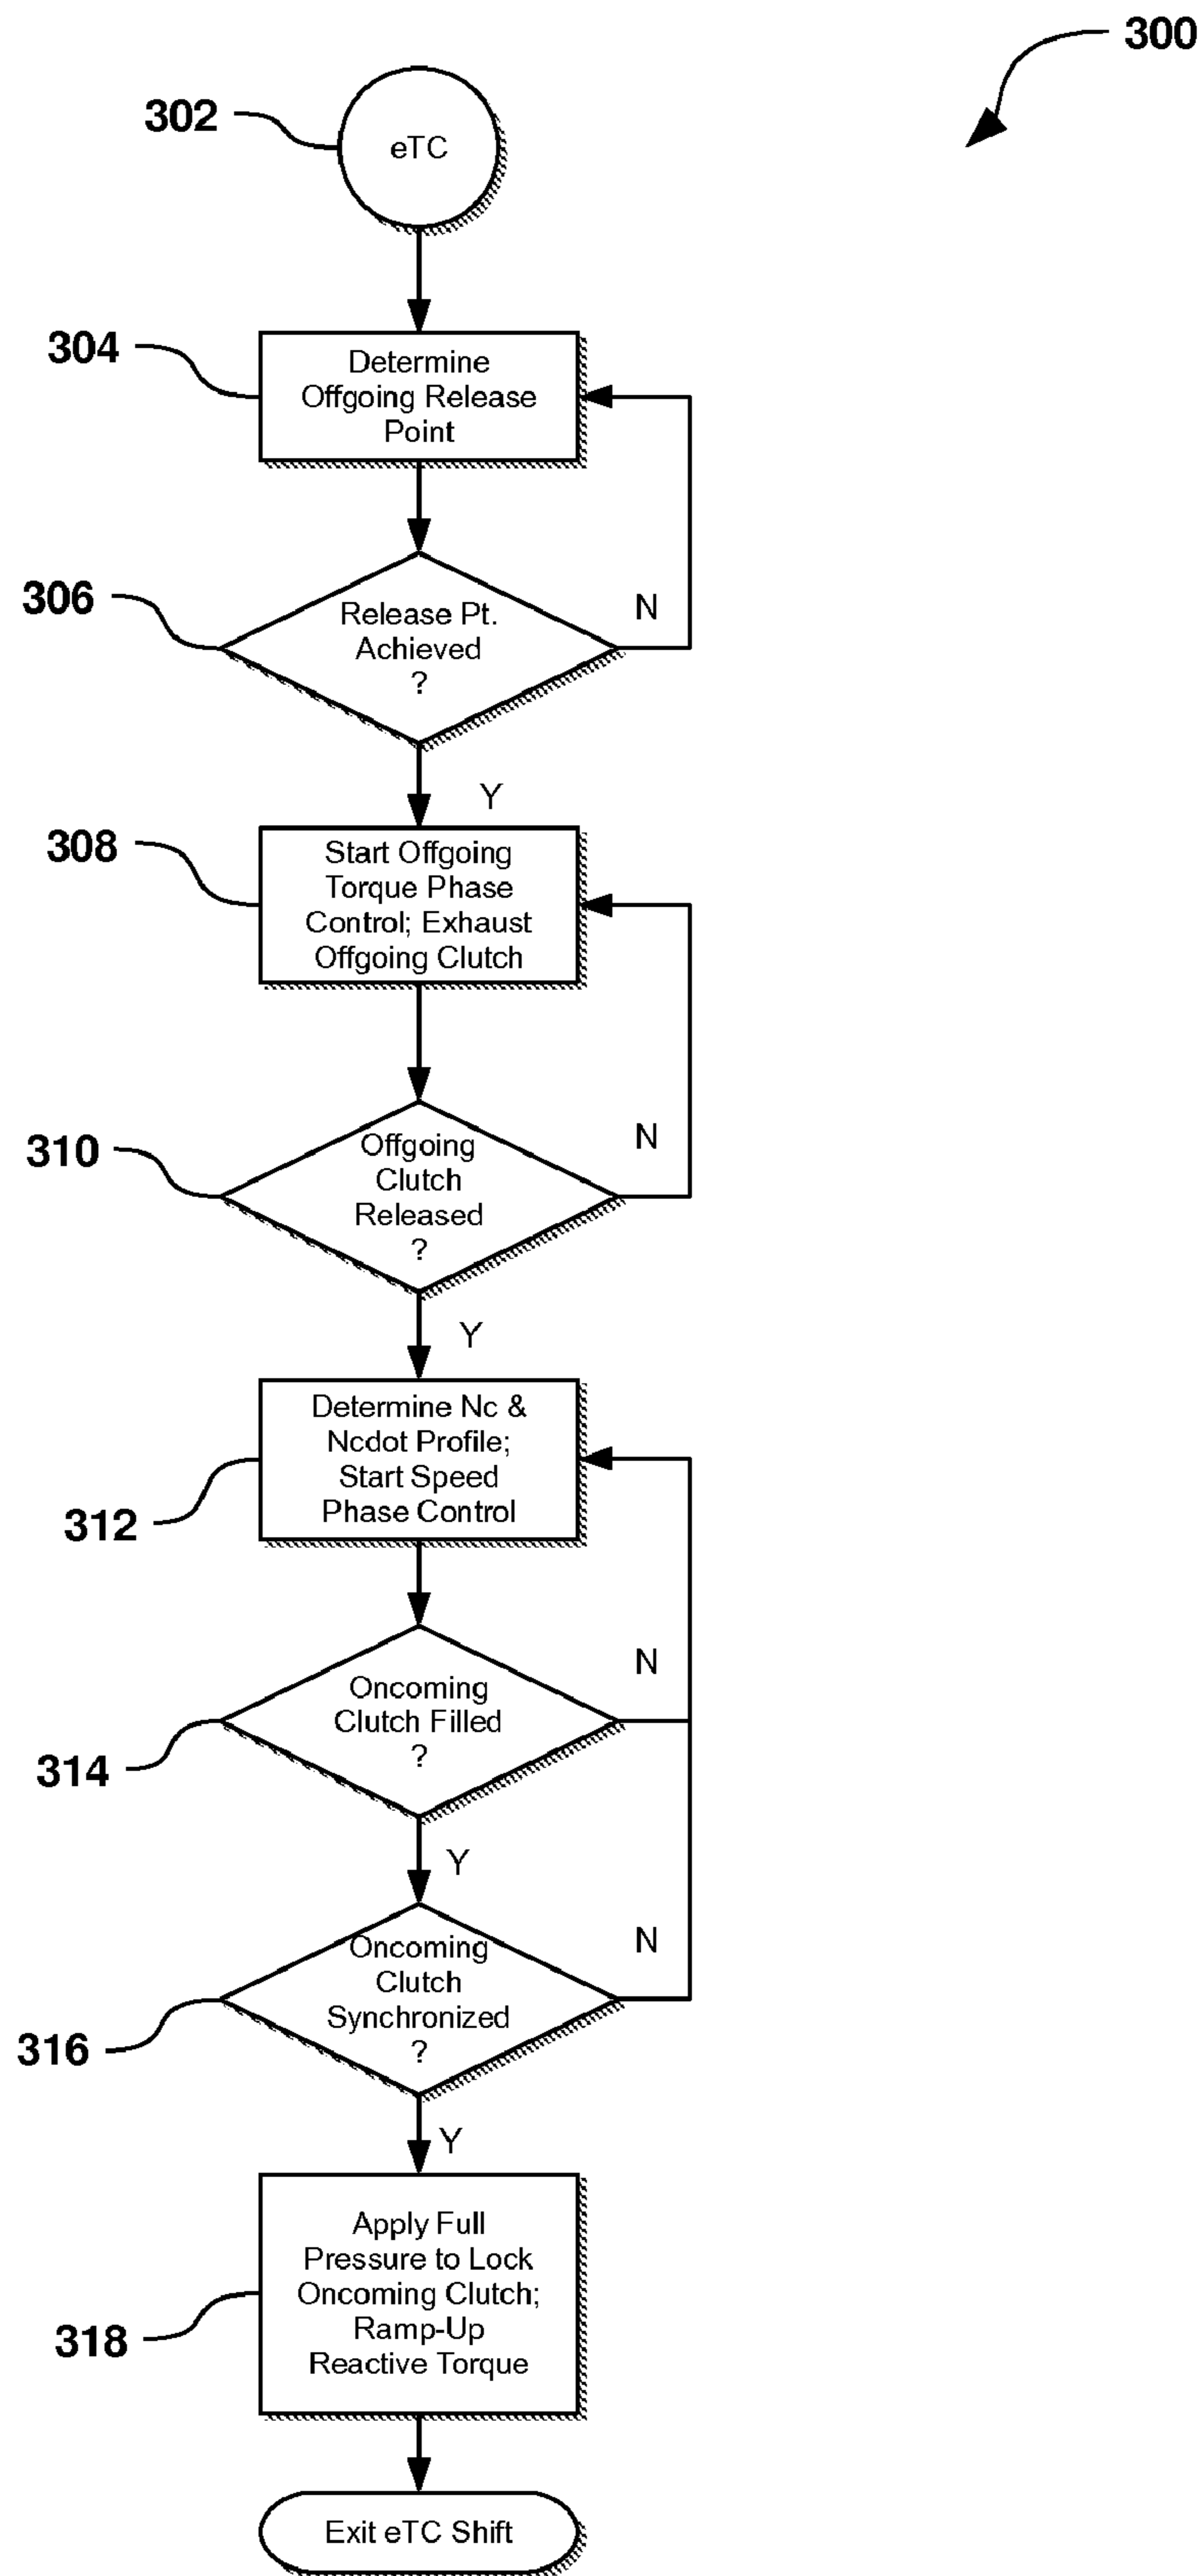 300
302
eTC
304
Determine
Offgoing Release
Point
306
Release Pt.
Achieved
?
N
Y
308
Start Offgoing
Torque Phase
Control; Exhaust
Offgoing Clutch
310
Offgoing
Clutch
Released
?
N
Y
312
Determine Nc &
Ncdot Profile;
Start Speed
Phase Control
314
Oncoming
Clutch Filled
?
N
Y
316
Oncoming
Clutch
Synchronized
?
N
Y
318
Apply Full
Pressure to Lock
Oncoming Clutch;
Ramp-Up
Reactive Torque
Exit eTC Shift